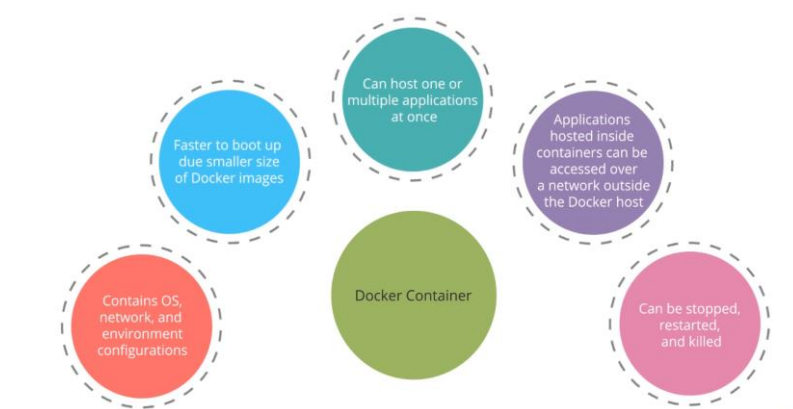 Can host one or
multiple applications
at once
Faster to boot up
due smaller size
of Docker images
Applications
hosted inside
containers can be
accessed over
a network outside
the Docker host
Contains OS,
network, and
environment
configurations
Docker Container
Can be stopped,
restarted,
and killed